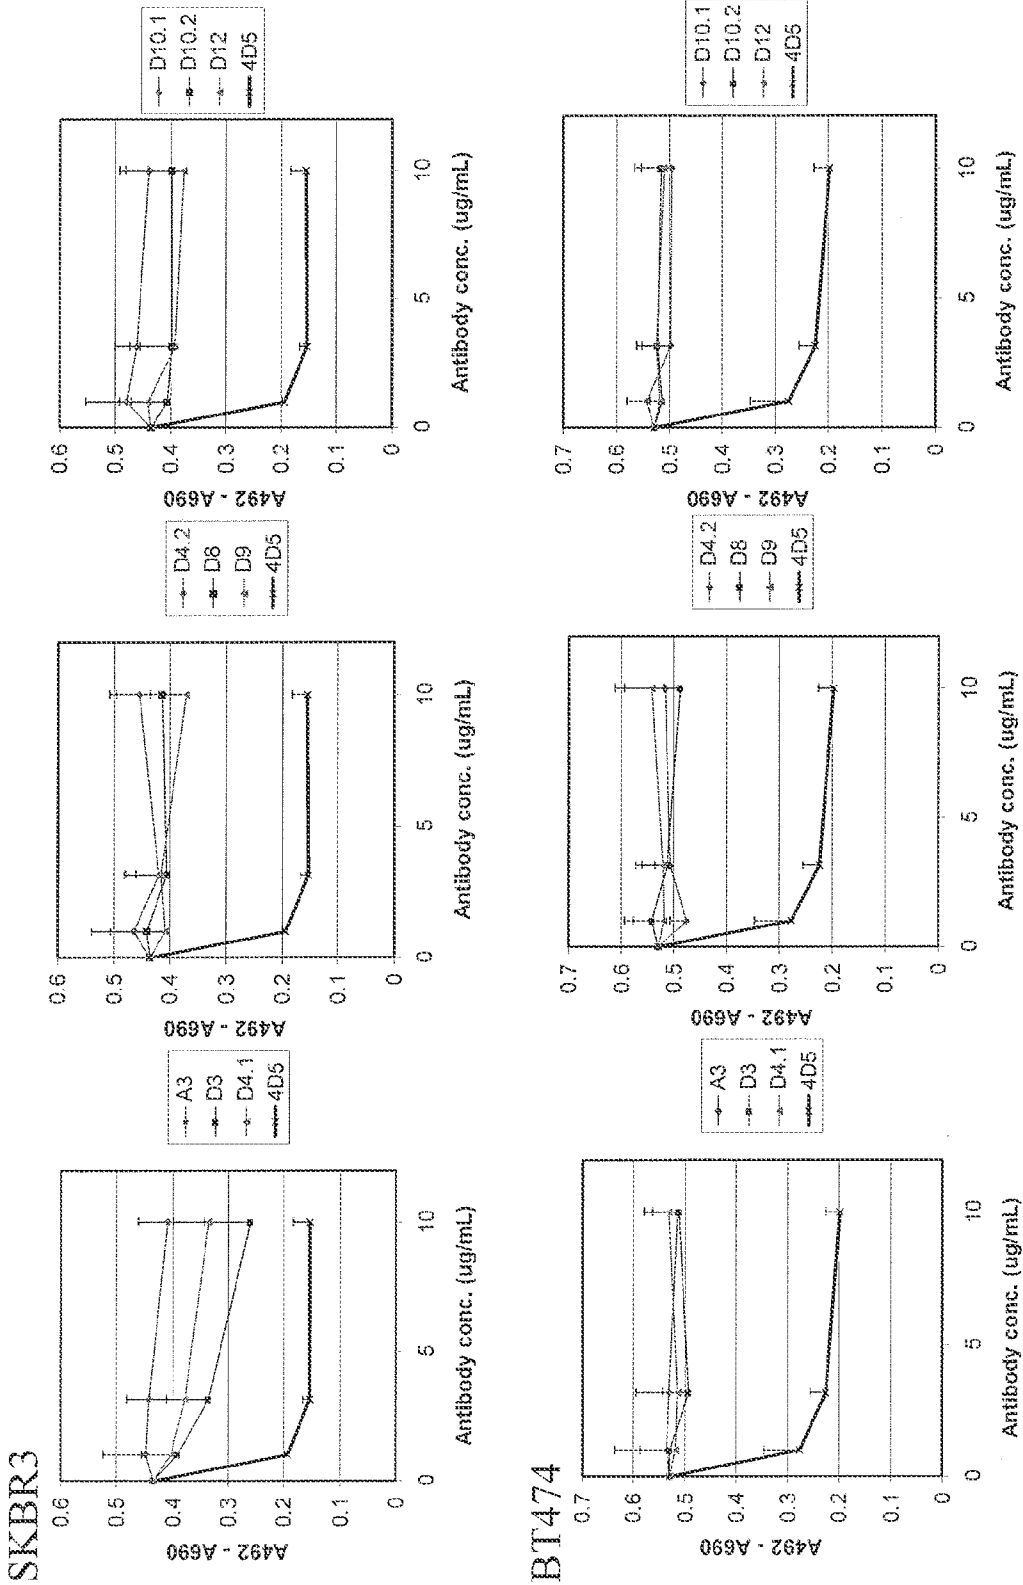 SKBR3
0.6
0.5
0.4
0.3
0.2
0.1
0
A492 - A690
0
5
10
Antibody conc. (ug/mL)
A3
D3
D4.1
4D5
0.6
0.5
0.4
0.3
0.2
0.1
0
A492 - A690
0
5
10
Antibody conc. (ug/mL)
D4.2
D8
D9
4D5
0.6
0.5
0.4
0.3
0.2
0.1
0
A492 - A690
0
5
10
Antibody conc. (ug/mL)
D10.1
D10.2
D12
4D5
BT474
0.7
0.6
0.5
0.4
0.3
0.2
0.1
0
A492 - A690
0
5
10
Antibody conc. (ug/mL)
A3
D3
D4.1
4D5
0.7
0.6
0.5
0.4
0.3
0.2
0.1
0
A492 - A690
0
5
10
Antibody conc. (ug/mL)
D4.2
D8
D9
4D5
0.7
0.6
0.5
0.4
0.3
0.2
0.1
0
A492 - A690
0
5
10
Antibody conc. (ug/mL)
D10.1
D10.2
D12
4D5